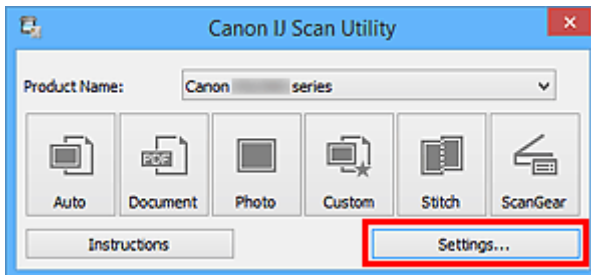 Canon IJ Scan Utility
Product Name: Canon series
PDF
Auto Document Photo Custom Stitch ScanGear
Instructions Settings...